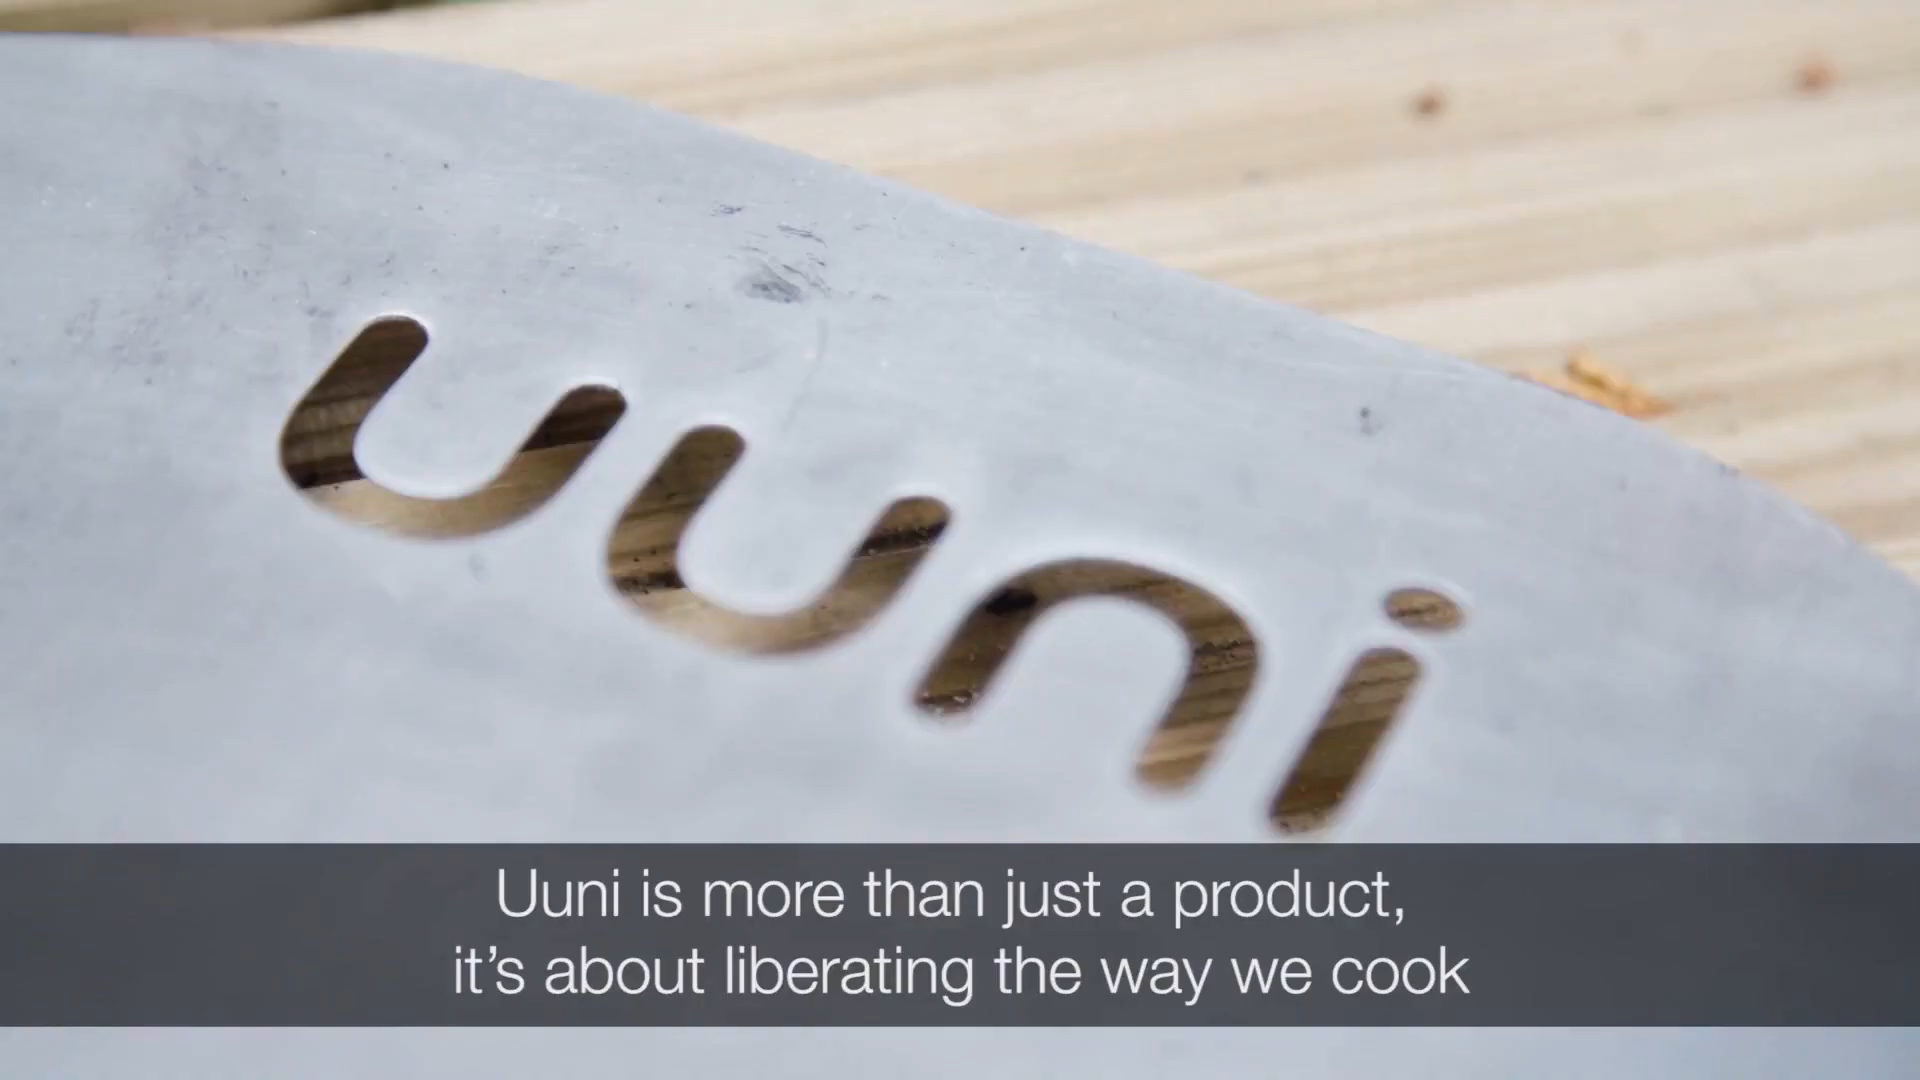 uuni
Uuni is more than just a product,
it's about liberating the way we cook